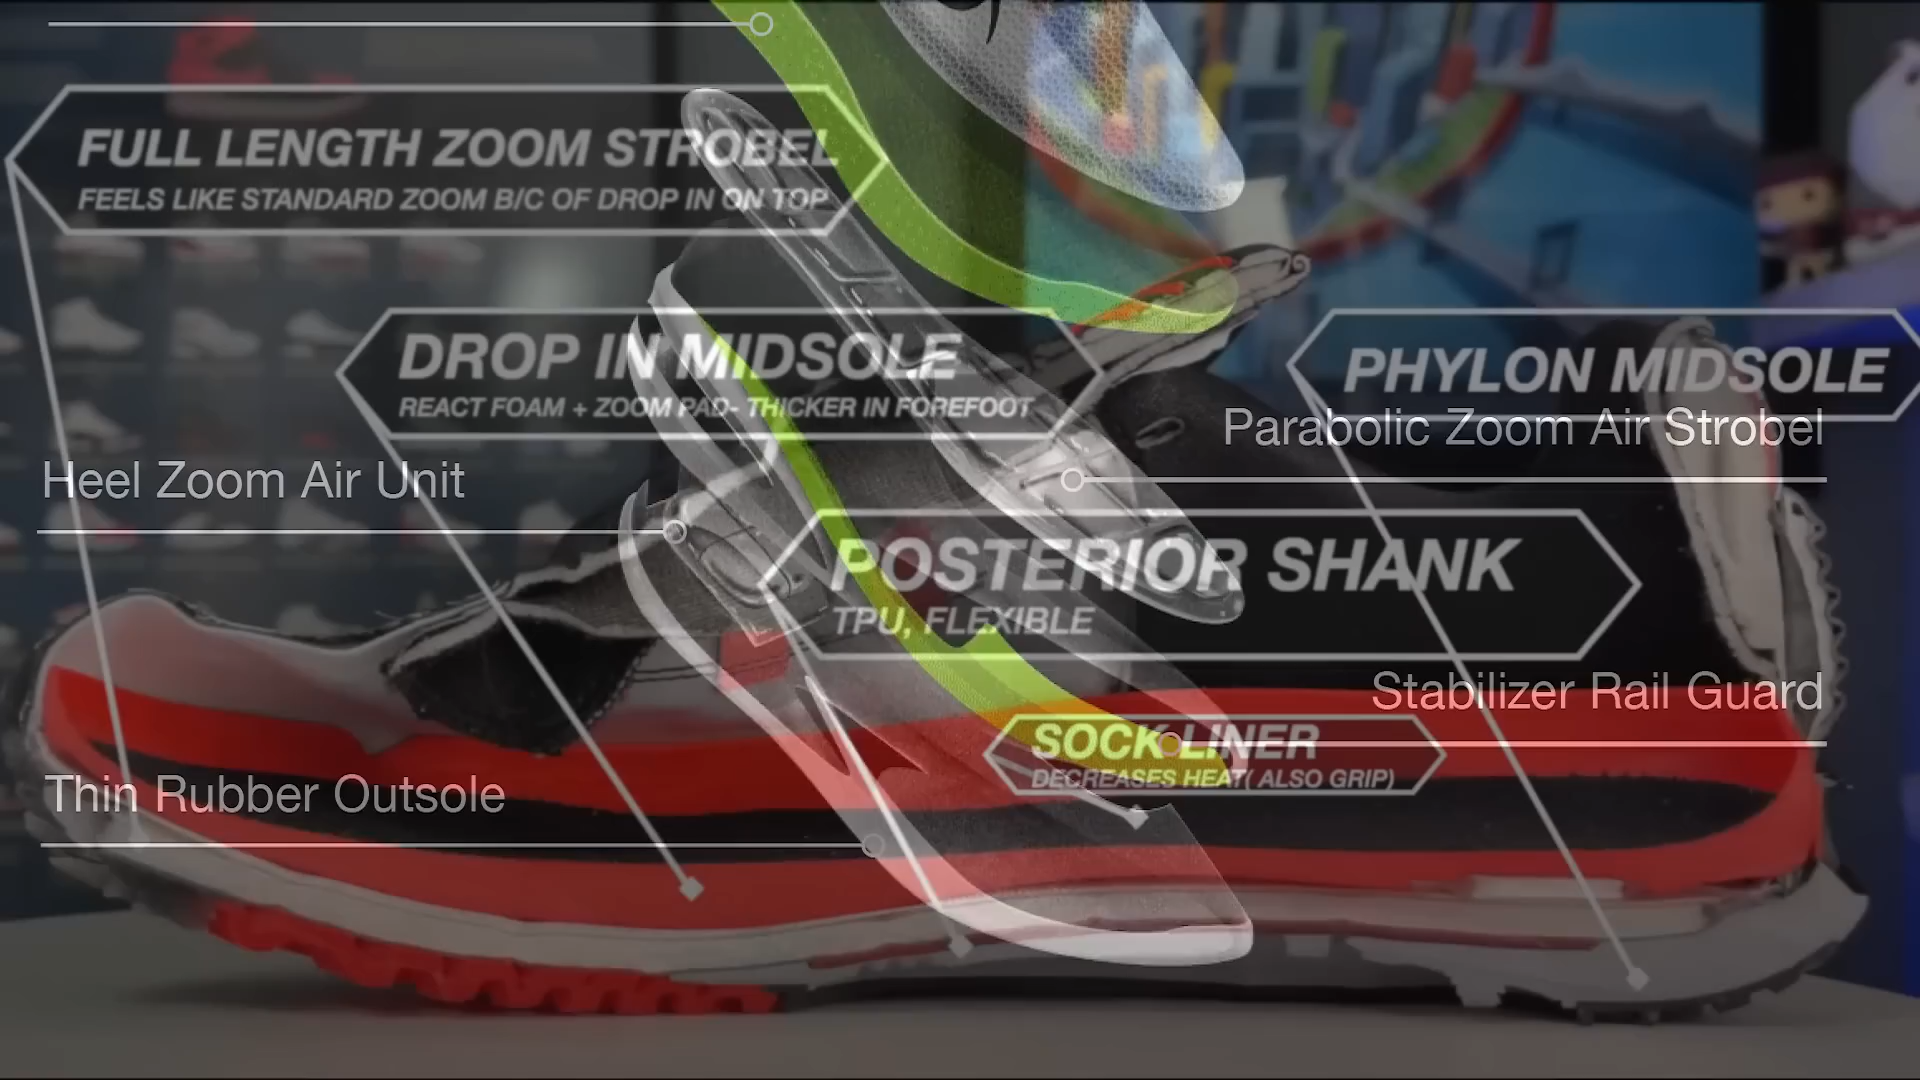 FULL LENGTH ZOOM STROBEL
FEELS LIKE STANDARD ZOOM B/C OF DROP IN ON TOP
DROP IN MIDSOLE
REACT FOAM + ZOOM PAD- THICKER IN FOREFOOT
PHYLON MIDSOLE
Parabolic Zoom Air Strobel
Heel Zoom Air Unit
POSTERIOR SHANK
TPU, FLEXIBLE
Stabilizer Rail Guard
SOCK LINER
DECREASES HEAT( ALSO GRIP)
Thin Rubber Outsole